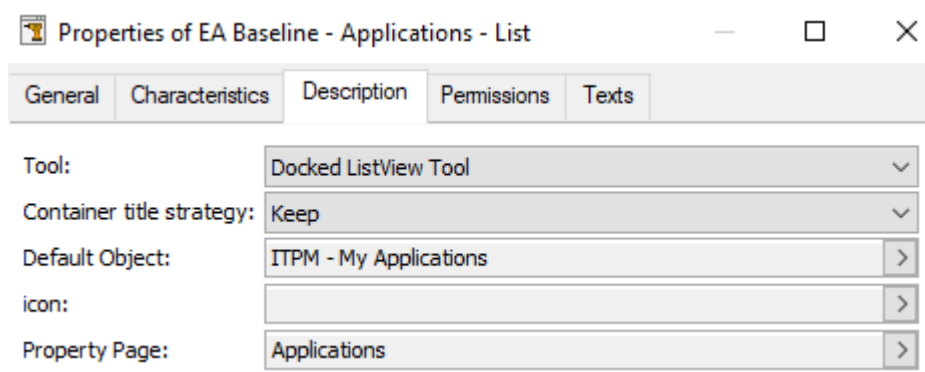 Properties of EA Baseline - Applications - List
General Characteristics Description Permissions Texts
Tool: Docked ListView Tool
Container title strategy: Keep
Default Object: ITPM - My Applications
icon:
Property Page: Applications